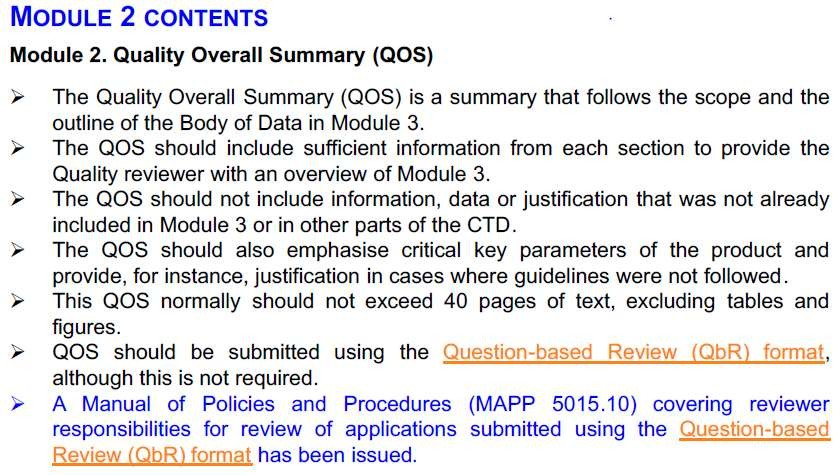 MODULE 2 CONTENTS
Module 2. Quality Overall Summary (QOS)
➢ The Quality Overall Summary (QOS) is a summary that follows the scope and the
outline of the Body of Data in Module 3.
➢ The QOS should include sufficient information from each section to provide the
Quality reviewer with an overview of Module 3.
➢ The QOS should not include information, data or justification that was not already
included in Module 3 or in other parts of the CTD.
➢ The QOS should also emphasise critical key parameters of the product and
provide, for instance, justification in cases where guidelines were not followed.
➢ This QOS normally should not exceed 40 pages of text, excluding tables and
figures.
➢ QOS should be submitted using the Question-based Review (QbR) format,
although this is not required.
➢ A Manual of Policies and Procedures (MAPP 5015.10) covering reviewer
responsibilities for review of applications submitted using the Question-based
Review (QbR) format has been issued.